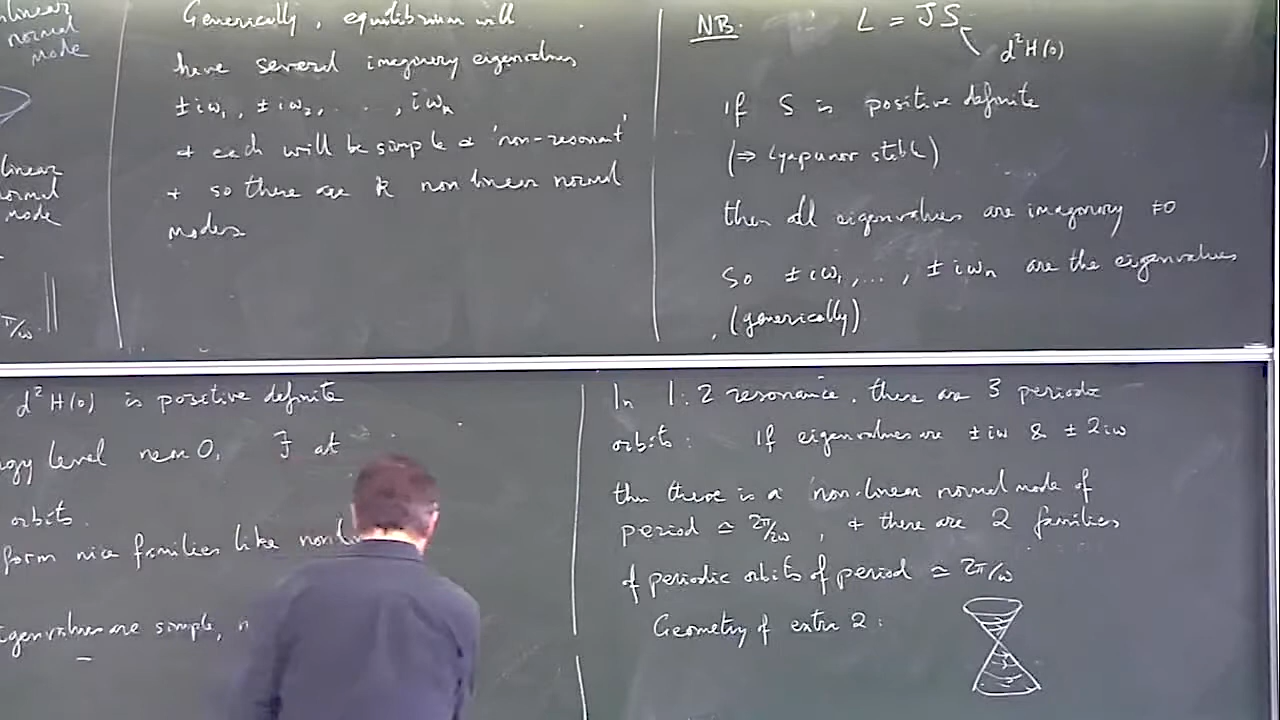 linear
normal
mode
linear
normal
mode
π/ω
Generically, equilibrium will
have several imaginary eigenvalues
±iω₁, ±iω₂, . . . , iωₖ
+ each will be simple & 'non-resonant'
+ so there are k non linear normal
modes
NB. L = JS
d²H(0)
If S is positive definite
(⇒ Lyapunov stable)
then all eigenvalues are imaginary ≠0
So ±iω₁, ..., ±iωₙ are the eigenvalues
(generically)
d²H(0) is positive definite
gy level near 0, ∃ at
orbits.
form nice families like nonl
igenvalues are simple, n
In 1:2 resonance, there are 3 periodic
orbits: If eigenvalues are ±iω & ±2iω
then there is a non-linear normal mode of
period ≃ 2π/2ω, + there are 2 families
of periodic orbits of period ≃ 2π/ω
Geometry of extra 2: